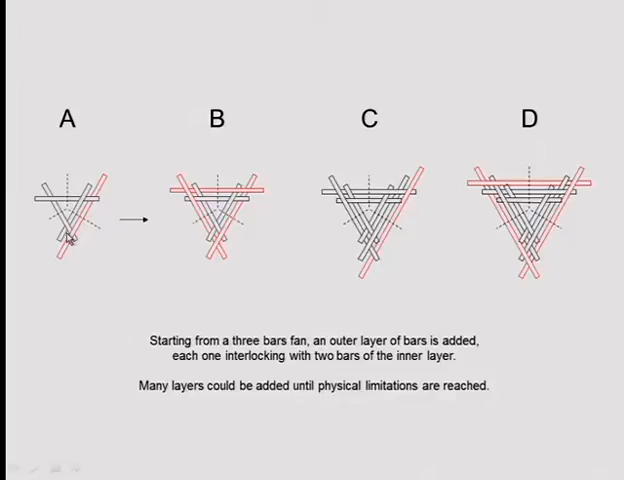 A B C D
Starting from a three bars fan, an outer layer of bars is added,
each one interlocking with two bars of the inner layer.
Many layers could be added until physical limitations are reached.